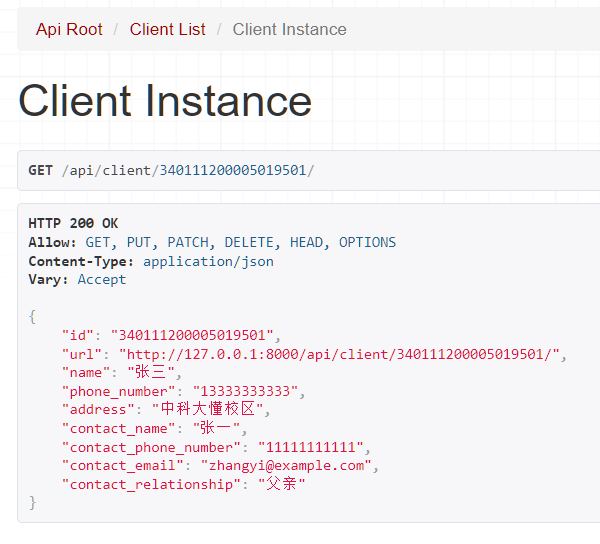 Api Root / Client List / Client Instance
Client Instance
GET /api/client/340111200005019501/
HTTP 200 OK
Allow: GET, PUT, PATCH, DELETE, HEAD, OPTIONS
Content-Type: application/json
Vary: Accept
{
"id": "340111200005019501",
"url": "http://127.0.0.1:8000/api/client/340111200005019501/",
"name": "张三",
"phone_number": "13333333333",
"address": "中科大懂校区",
"contact_name": "张一",
"contact_phone_number": "11111111111",
"contact_email": "zhangyi@example.com",
"contact_relationship": "父亲"
}